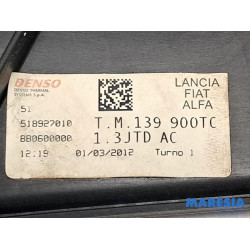 DENSO
DENSO THERMAL
SYSTEMS S.p.A.
LANCIA
FIAT
ALFA
51
518927010 T.M.139 900TC
880600000 1.3JTD AC
12.19 01/03/2012 Turno 1
MARESIA